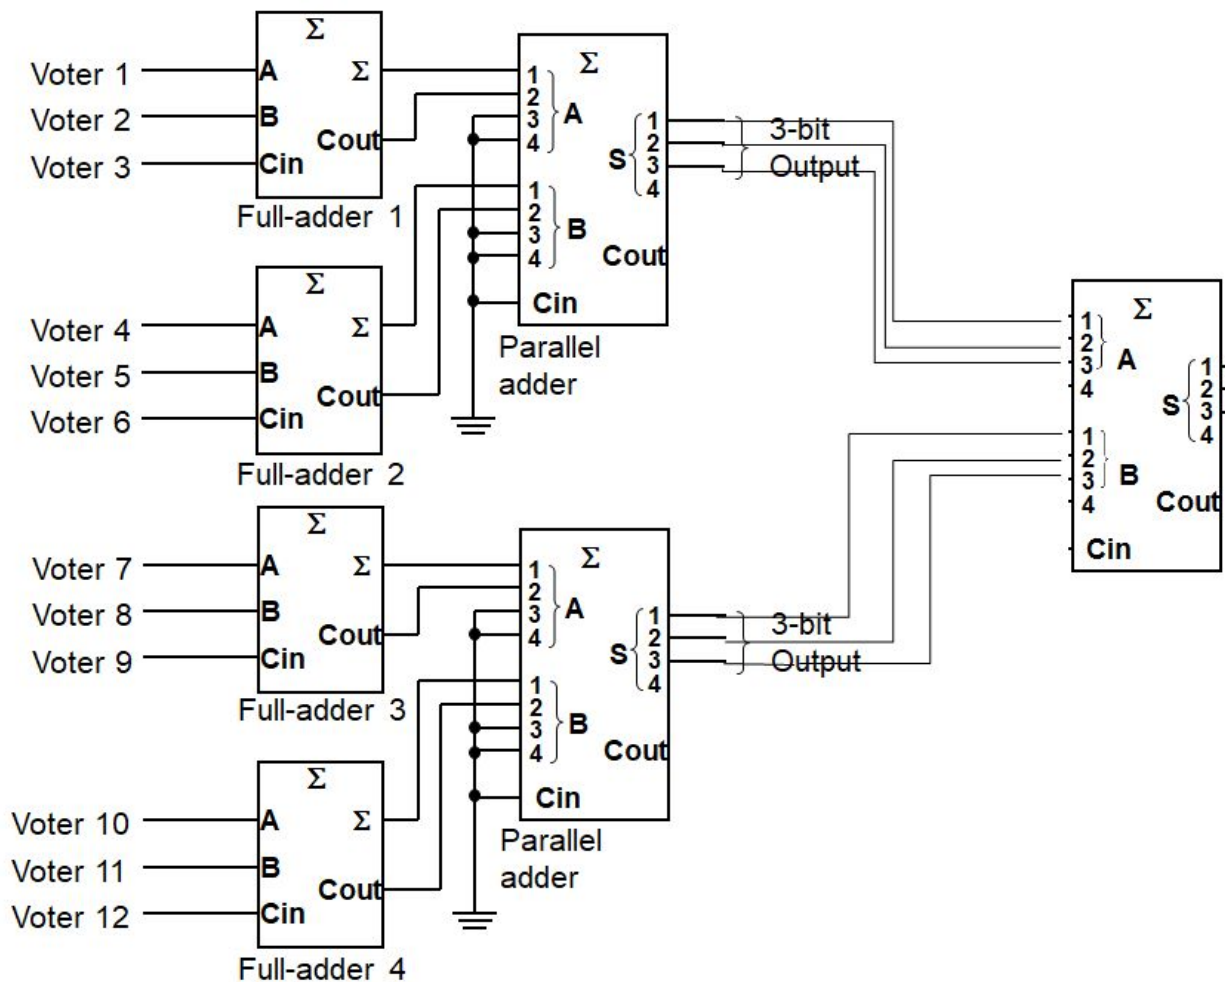 Σ
Voter 1 A Σ
Voter 2 B
Cout
Voter 3 Cin
Full-adder 1
Σ
Voter 4 A Σ
Voter 5 B
Cout
Voter 6 Cin
Full-adder 2
Σ
1
2
3
4
A
1
2
3
4
B
Cin
S
1
2
3
4
Cout
Parallel
adder
3-bit
Output
Σ
Voter 7 A Σ
Voter 8 B
Cout
Voter 9 Cin
Full-adder 3
Σ
Voter 10 A Σ
Voter 11 B
Cout
Voter 12 Cin
Full-adder 4
Σ
1
2
3
4
A
1
2
3
4
B
Cin
S
1
2
3
4
Cout
Parallel
adder
3-bit
Output
Σ
1
2
3
4
A
1
2
3
4
B
Cin
S
1
2
3
4
Cout